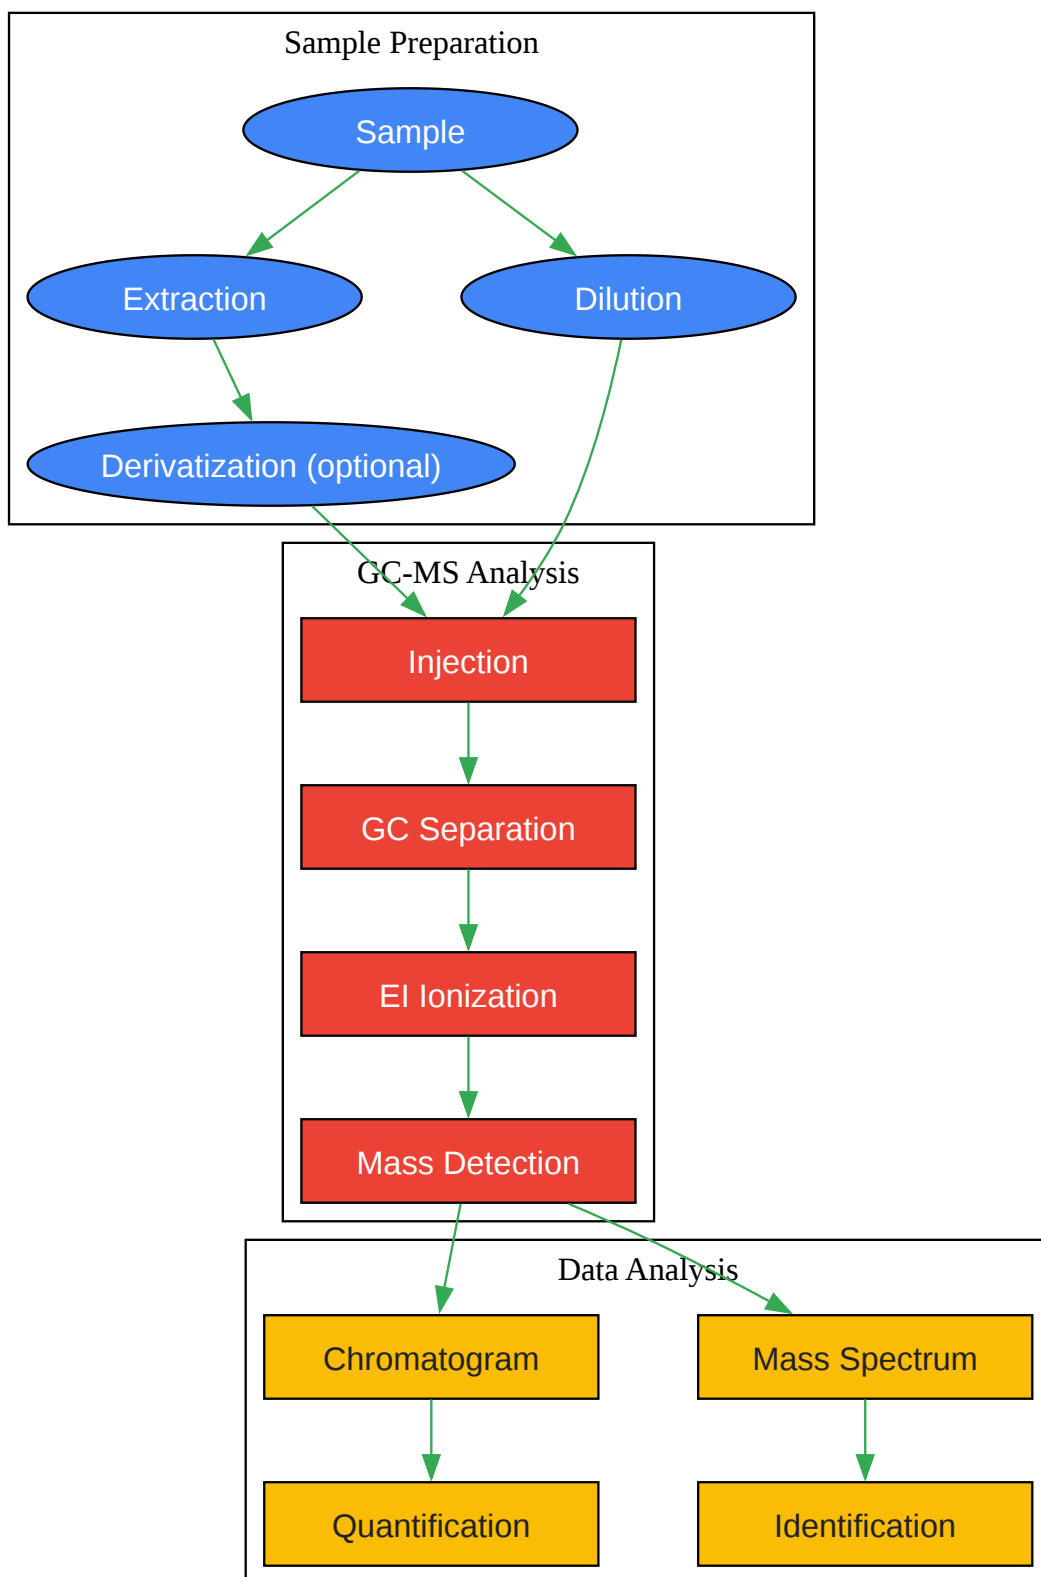 Sample Preparation
Sample
Extraction
Dilution
Derivatization (optional)
GC-MS Analysis
Injection
GC Separation
EI Ionization
Mass Detection
Data Analysis
Chromatogram
Mass Spectrum
Quantification
Identification